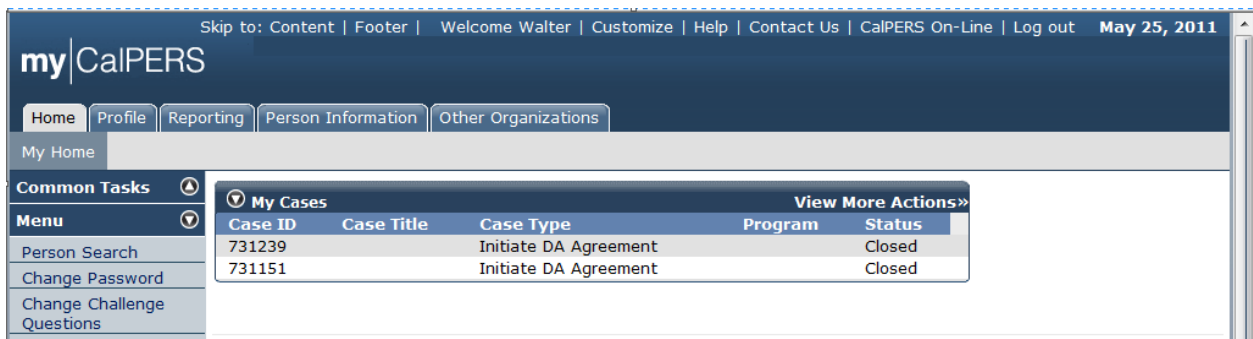 Skip to: Content | Footer | Welcome Walter | Customize | Help | Contact Us | CalPERS On-Line | Log out May 25, 2011
my|CalPERS
Home Profile Reporting Person Information Other Organizations
My Home
Common Tasks
Menu
Person Search
Change Password
Change Challenge
Questions
My Cases View More Actions»
Case ID Case Title Case Type Program Status
731239 Initiate DA Agreement Closed
731151 Initiate DA Agreement Closed